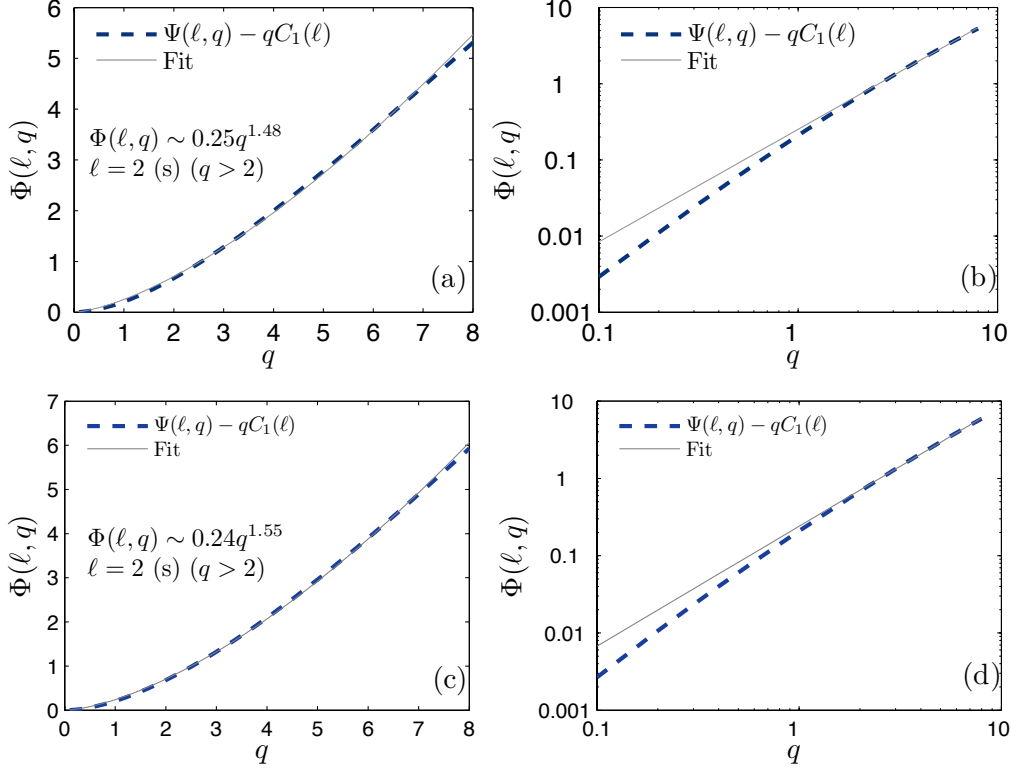 6
5
4
3
2
1
0
0 1 2 3 4 5 6 7 8
Φ(ℓ, q)
q
Ψ(ℓ, q) − qC₁(ℓ)
Fit
Φ(ℓ, q) ∼ 0.25q^1.48
ℓ = 2 (s) (q > 2)
(a)
10
1
0.1
0.01
0.001
0.1 1 10
Φ(ℓ, q)
q
Ψ(ℓ, q) − qC₁(ℓ)
Fit
(b)
7
6
5
4
3
2
1
0
0 1 2 3 4 5 6 7 8
Φ(ℓ, q)
q
Ψ(ℓ, q) − qC₁(ℓ)
Fit
Φ(ℓ, q) ∼ 0.24q^1.55
ℓ = 2 (s) (q > 2)
(c)
10
1
0.1
0.01
0.001
0.1 1 10
Φ(ℓ, q)
q
Ψ(ℓ, q) − qC₁(ℓ)
Fit
(d)